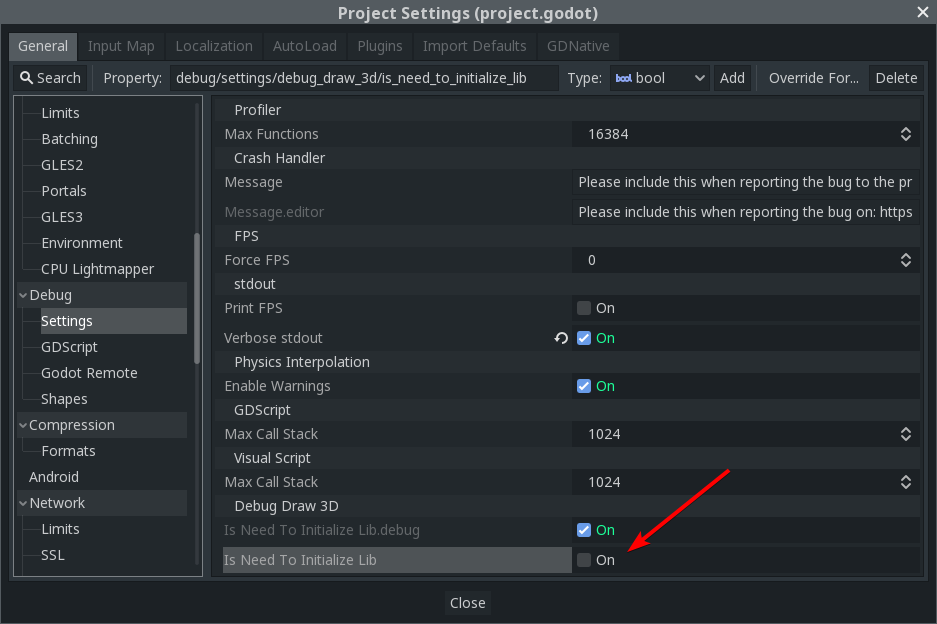 Project Settings (project.godot)
General Input Map Localization AutoLoad Plugins Import Defaults GDNative
Search Property: debug/settings/debug_draw_3d/is_need_to_initialize_lib Type: bool bool Add Override For... Delete
Limits
Batching
GLES2
Portals
GLES3
Environment
CPU Lightmapper
Debug
Settings
GDScript
Godot Remote
Shapes
Compression
Formats
Android
Network
Limits
SSL
Profiler
Max Functions 16384
Crash Handler
Message Please include this when reporting the bug to the pr
Message.editor Please include this when reporting the bug on: https
FPS
Force FPS 0
stdout
Print FPS On
Verbose stdout On
Physics Interpolation
Enable Warnings On
GDScript
Max Call Stack 1024
Visual Script
Max Call Stack 1024
Debug Draw 3D
Is Need To Initialize Lib.debug On
Is Need To Initialize Lib On
Close